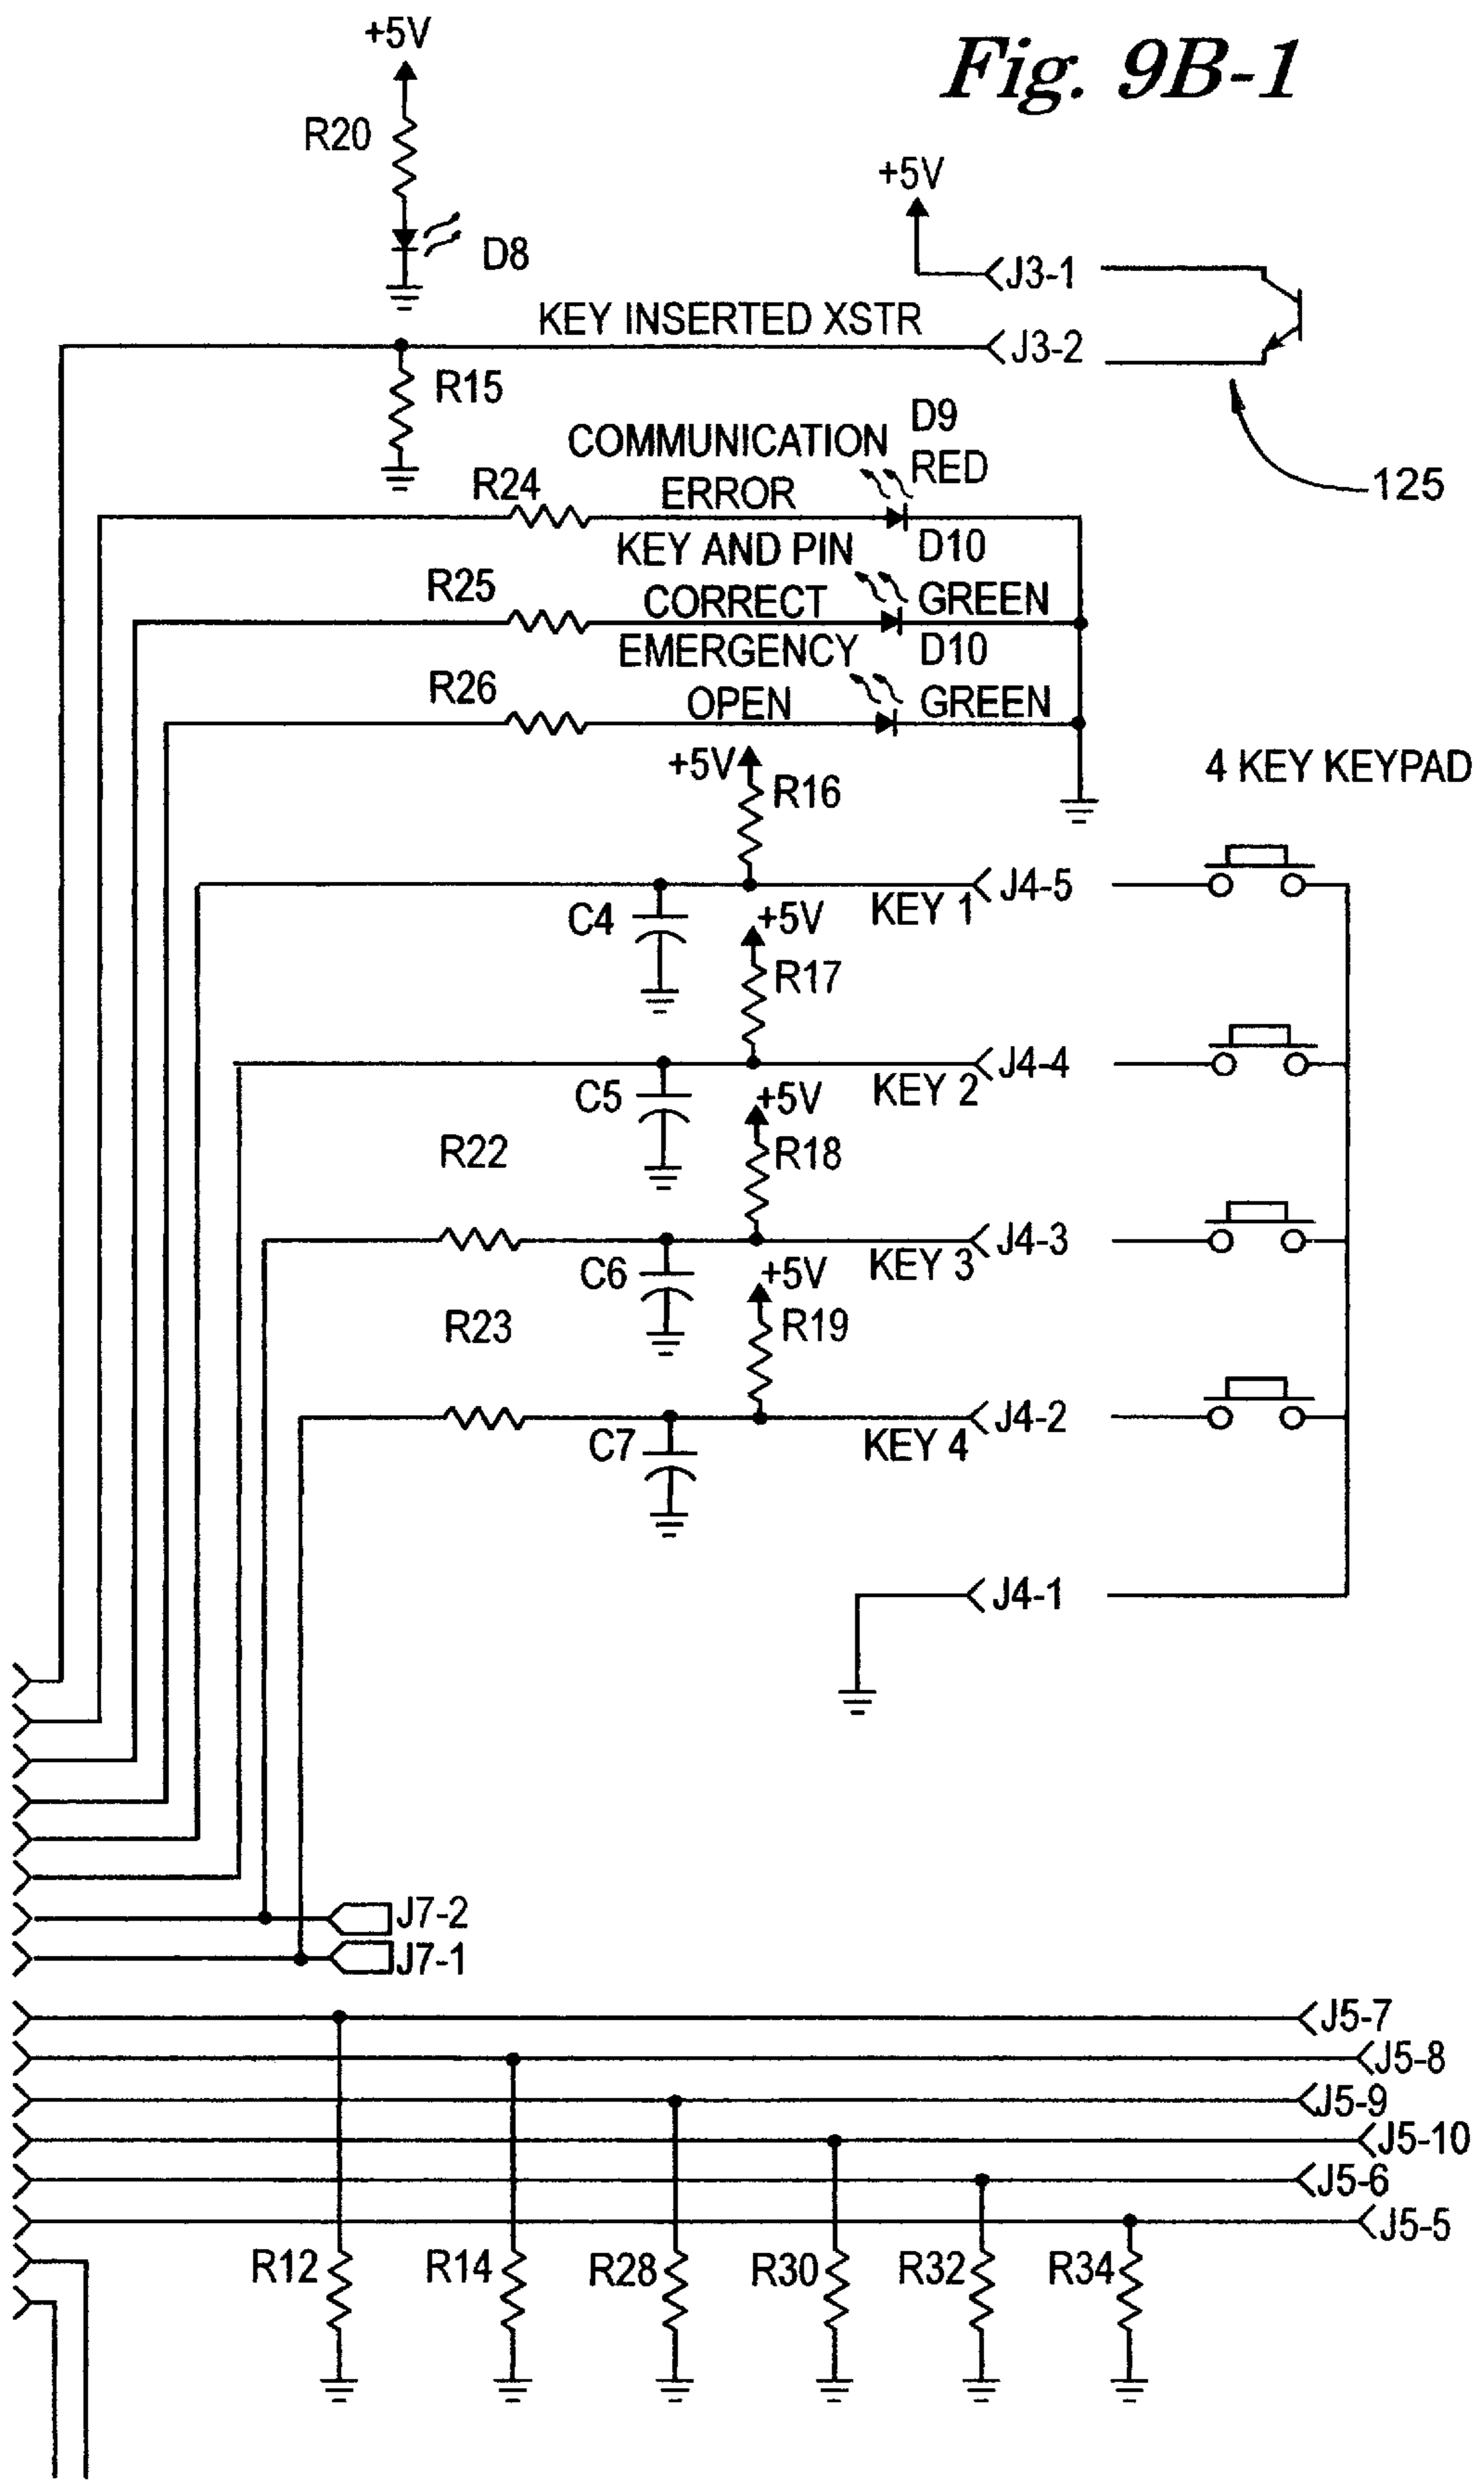 Fig. 9B-1
+5V
R20
D8
+5V
J3-1
KEY INSERTED XSTR
J3-2
R15
125
COMMUNICATION
ERROR
D9
RED
R24
KEY AND PIN
CORRECT
D10
GREEN
R25
EMERGENCY
OPEN
D10
GREEN
R26
4 KEY KEYPAD
+5V
R16
C4
KEY 1
J4-5
+5V
R17
C5
KEY 2
J4-4
+5V
R18
R22
C6
KEY 3
J4-3
+5V
R19
R23
C7
KEY 4
J4-2
J4-1
J7-2
J7-1
J5-7
J5-8
J5-9
J5-10
J5-6
J5-5
R12
R14
R28
R30
R32
R34